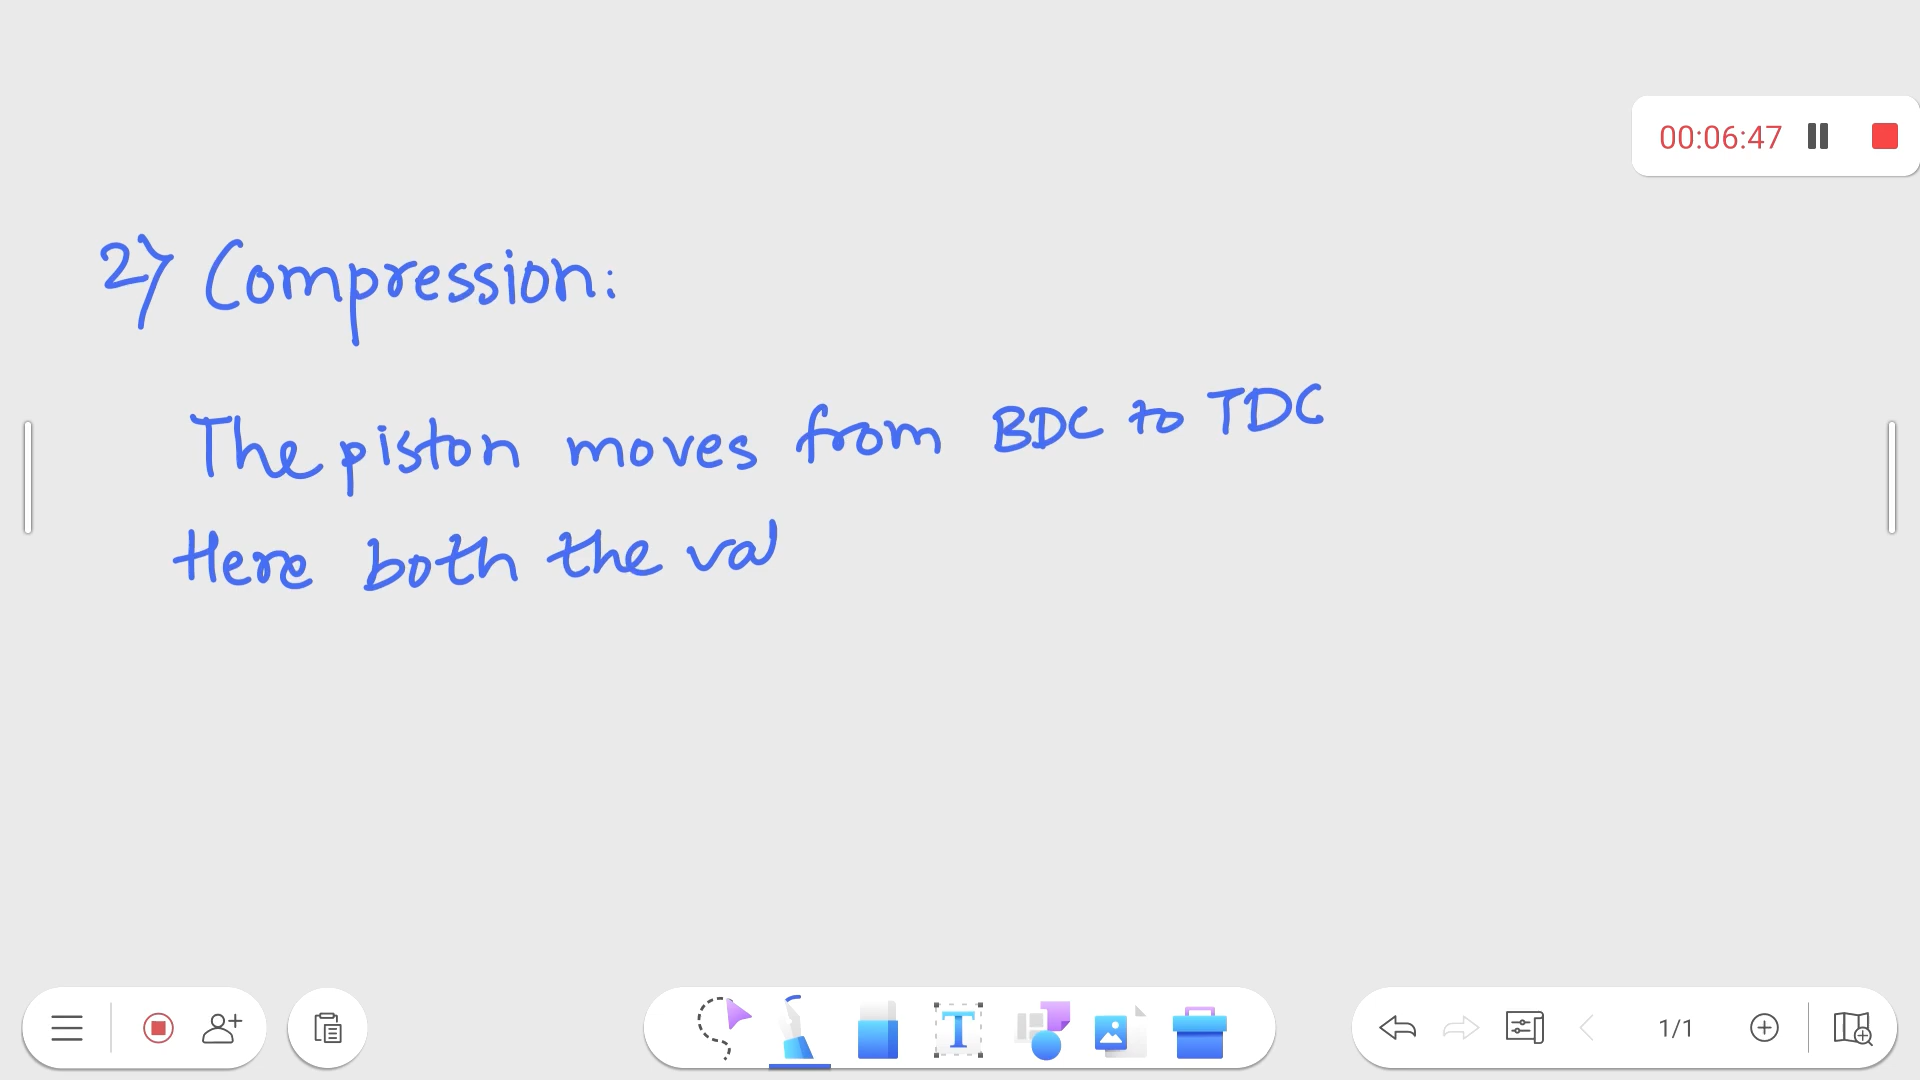 00:06:47
2) Compression:
The piston moves from BDC to TDC
Here both the val
T
1/1